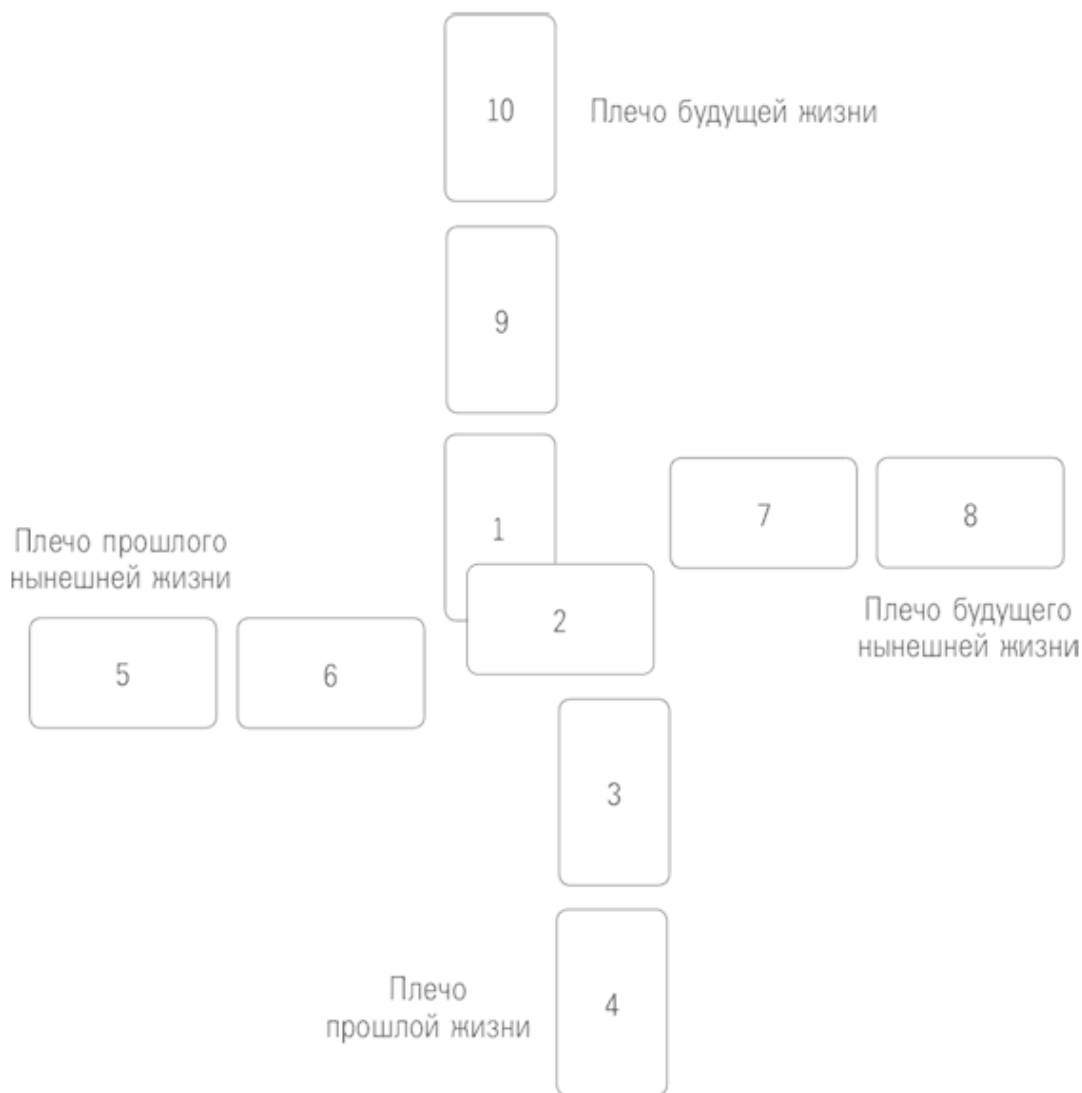 10
Плечо будущей жизни
9
1
7
8
Плечо прошлого
нынешней жизни
2
Плечо будущего
нынешней жизни
5
6
3
Плечо
прошлой жизни
4